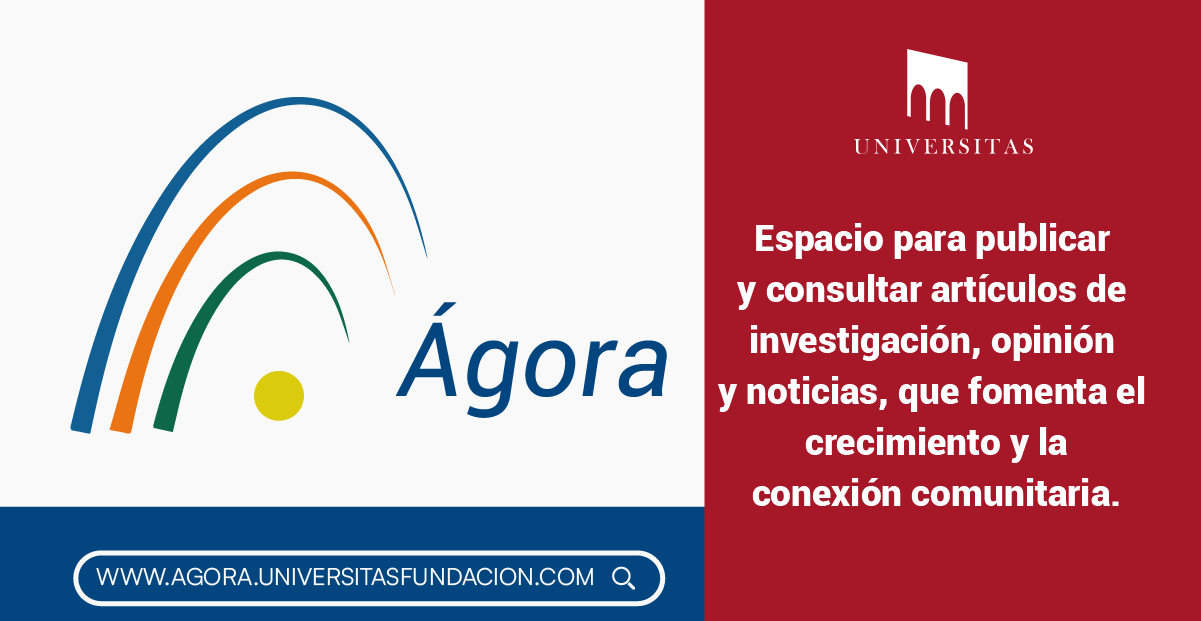 Ágora
WWW.AGORA.UNIVERSITASFUNDACION.COM
UNIVERSITAS
Espacio para publicar
y consultar artículos de
investigación, opinión
y noticias, que fomenta el
crecimiento y la
conexión comunitaria.